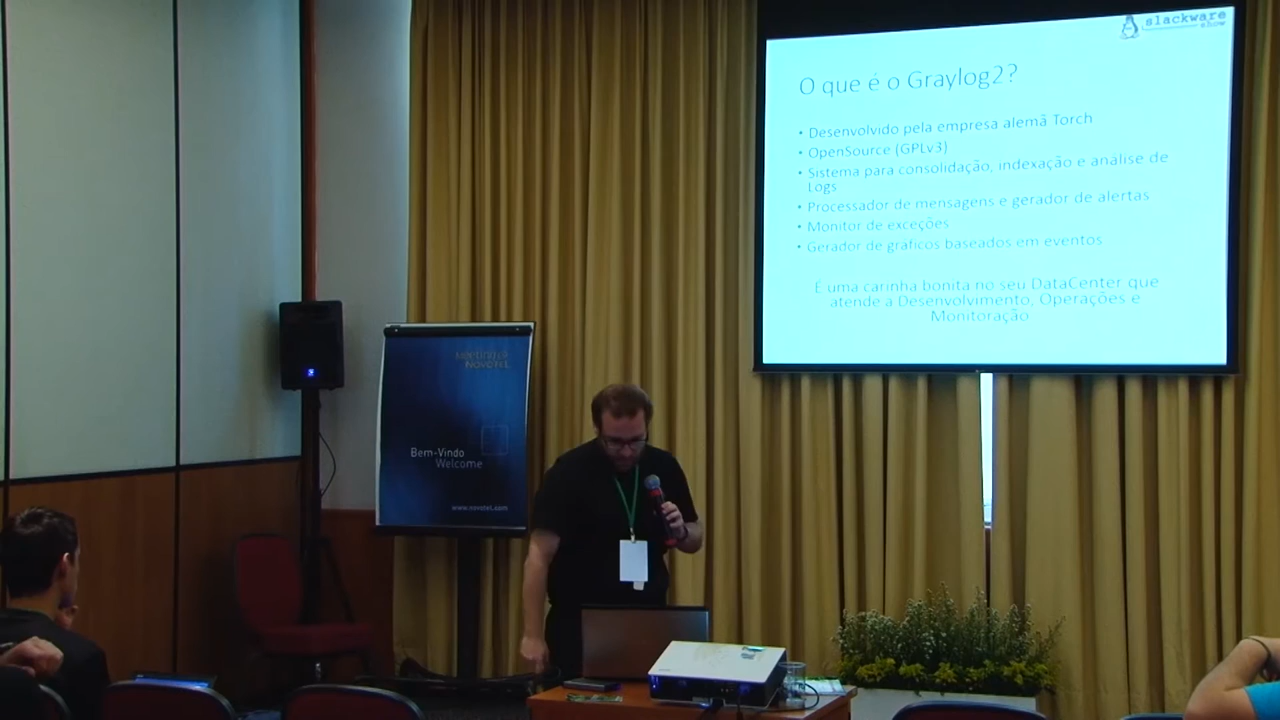 slackware
show
O que é o Graylog2?
• Desenvolvido pela empresa alemã Torch
• OpenSource (GPLv3)
• Sistema para consolidação, indexação e análise de
Logs
• Processador de mensagens e gerador de alertas
• Monitor de exceções
• Gerador de gráficos baseados em eventos
É uma carinha bonita no seu DataCenter que
atende a Desenvolvimento, Operações e
Monitoração
NOVOTEL
Bem-Vindo
Welcome
www.novotel.com